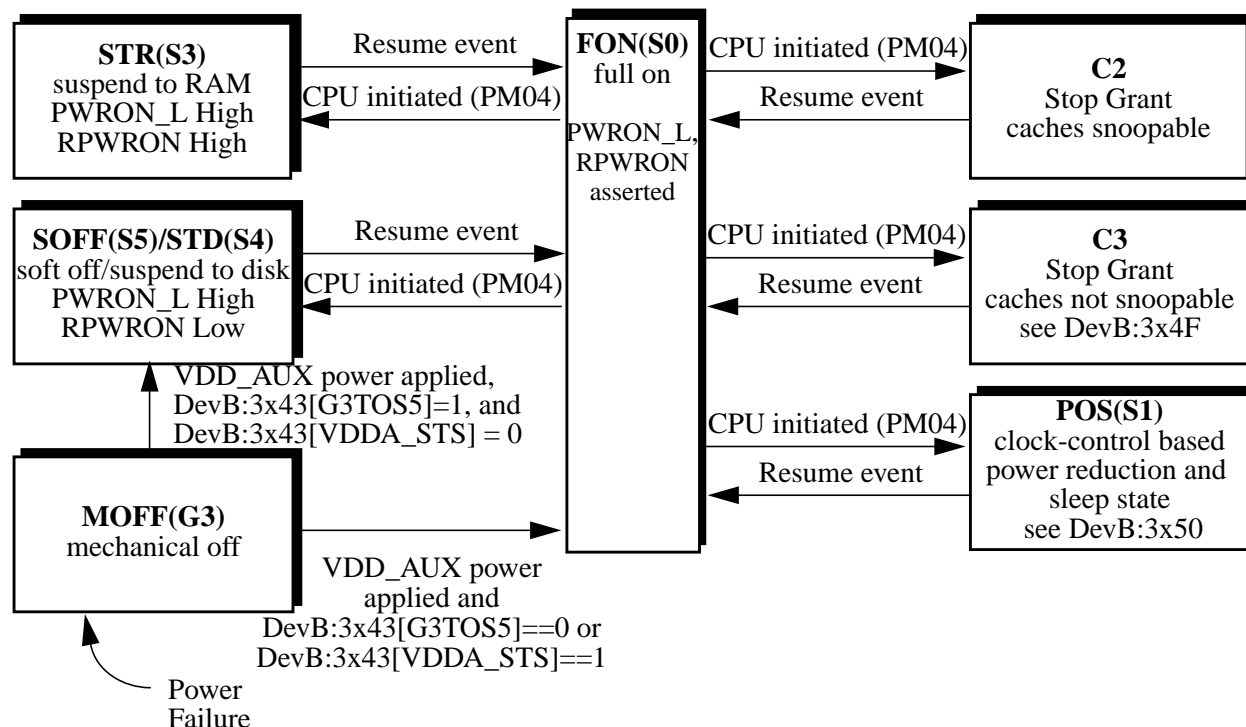 STR(S3)
suspend to RAM
PWRON_L High
RPWRON High
Resume event
CPU initiated (PM04)
FON(S0)
full on
PWRON_L,
RPWRON
asserted
CPU initiated (PM04)
Resume event
C2
Stop Grant
caches snoopable
SOFF(S5)/STD(S4)
soft off/suspend to disk
PWRON_L High
RPWRON Low
Resume event
CPU initiated (PM04)
CPU initiated (PM04)
Resume event
C3
Stop Grant
caches not snoopable
see DevB:3x4F
VDD_AUX power applied,
DevB:3x43[G3TOS5]=1, and
DevB:3x43[VDDA_STS] = 0
CPU initiated (PM04)
Resume event
POS(S1)
clock-control based
power reduction and
sleep state
see DevB:3x50
MOFF(G3)
mechanical off
VDD_AUX power
applied and
DevB:3x43[G3TOS5]==0 or
DevB:3x43[VDDA_STS]==1
Power
Failure